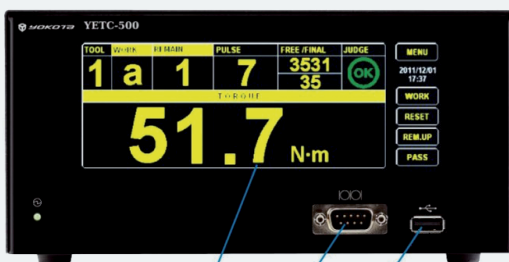 YOKOTA YETC-500
TOOL WORK REMAIN PULSE FREE/FINAL JUDGE
1 a 1 7 3531 OK
35
TORQUE
51.7 N·m
MENU
2011/12/01
17:37
WORK
RESET
REM.UP
PASS
IOIOI